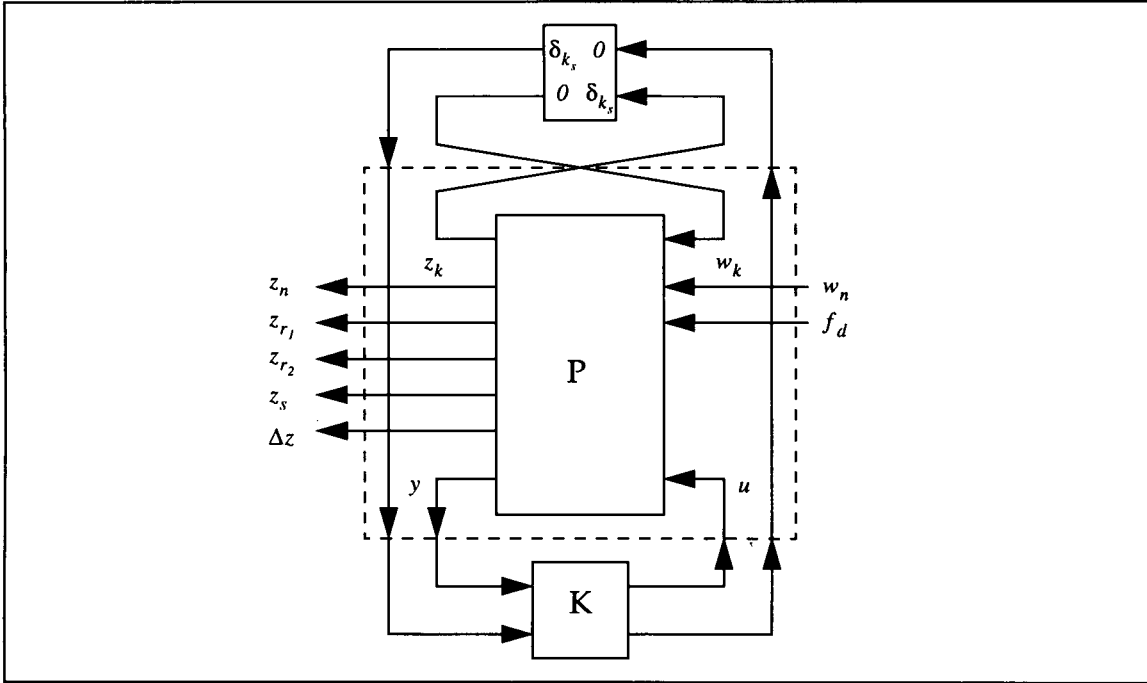 δ_{k_s} 0
0 δ_{k_s}
z_k w_k
z_n w_n
z_{r_1} f_d
z_{r_2}
P
z_s
Δz
y u
K